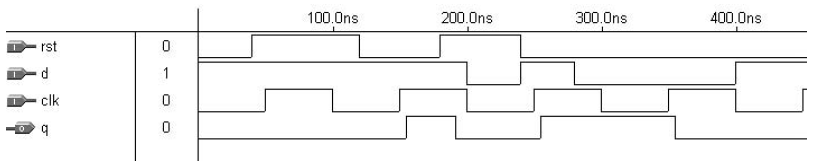 100.0ns 200.0ns 300.0ns 400.0ns
I rst 0
I d 1
I clk 0
O q 0